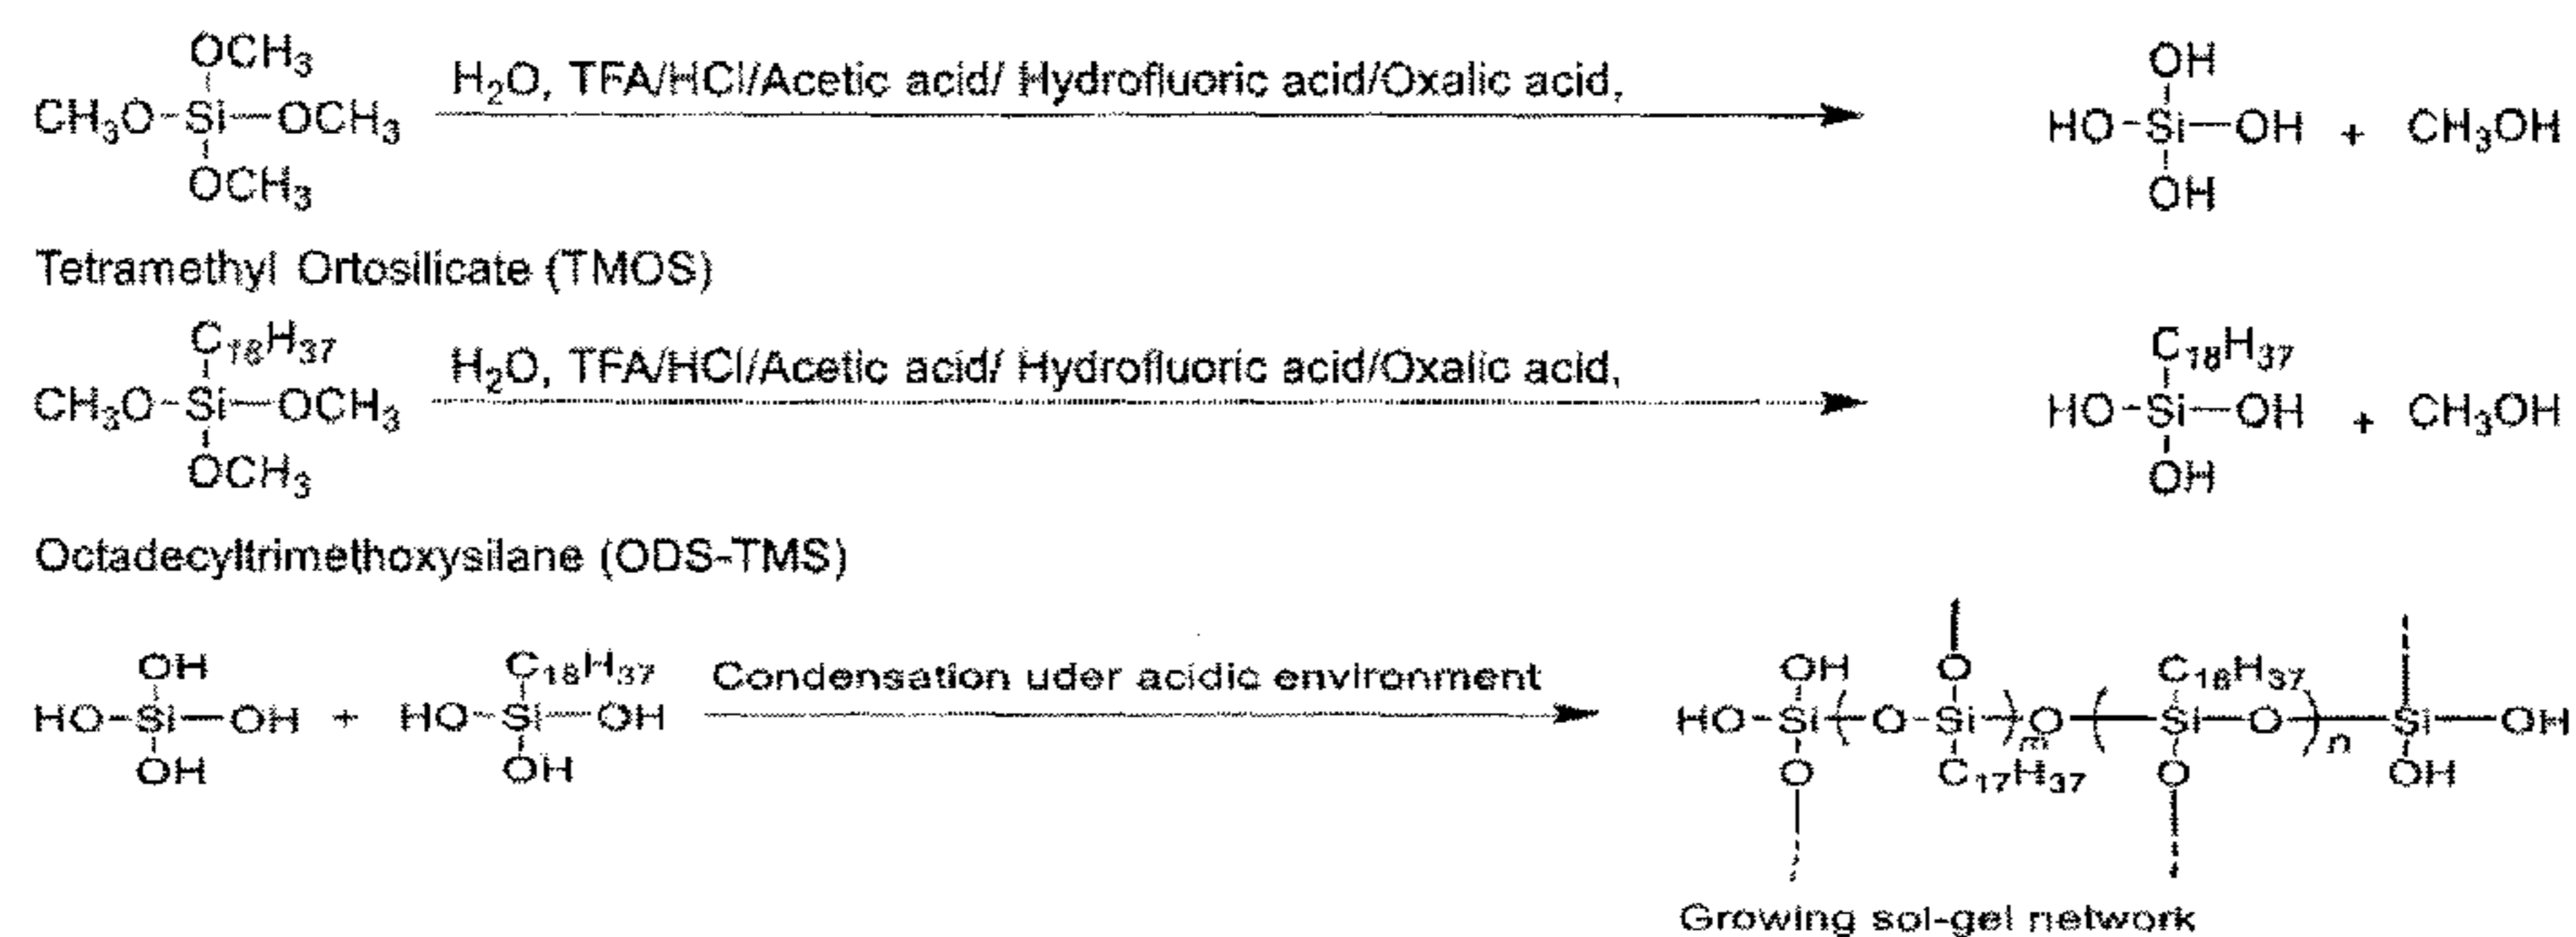 OCH₃ OH
H₂O, TFA/HCl/Acetic acid/ Hydrofluoric acid/Oxalic acid,
CH₃O-Si—OCH₃ HO-Si—OH + CH₃OH
OCH₃ OH
Tetramethyl Ortosilicate (TMOS)
C₁₈H₃₇ C₁₈H₃₇
H₂O, TFA/HCl/Acetic acid/ Hydrofluoric acid/Oxalic acid,
CH₃O-Si—OCH₃ HO-Si—OH + CH₃OH
OCH₃ OH
Octadecyltrimethoxysilane (ODS-TMS)
OH C₁₈H₃₇ Condensation uder acidic environment OH O C₁₈H₃₇
HO-Si—OH + HO-Si—OH HO-Si(-O-Si-)ₘO-(-Si—O-)ₙ—Si—OH
OH OH O C₁₇H₃₇ O OH
Growing sol-gel network